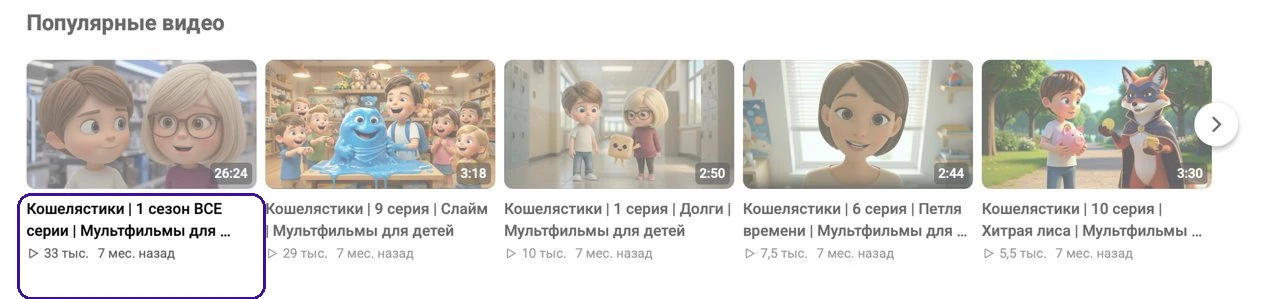 Популярные видео
26:24
3:18
2:50
2:44
3:30
Кошелястики | 1 сезон ВСЕ
серии | Мультфильмы для ...
33 тыс. 7 мес. назад
Кошелястики | 9 серия | Слайм
| Мультфильмы для детей
29 тыс. 7 мес. назад
Кошелястики | 1 серия | Долги |
Мультфильмы для детей
10 тыс. 7 мес. назад
Кошелястики | 6 серия | Петля
времени | Мультфильмы для ...
7,5 тыс. 7 мес. назад
Кошелястики | 10 серия |
Хитрая лиса | Мультфильмы ...
5,5 тыс. 7 мес. назад